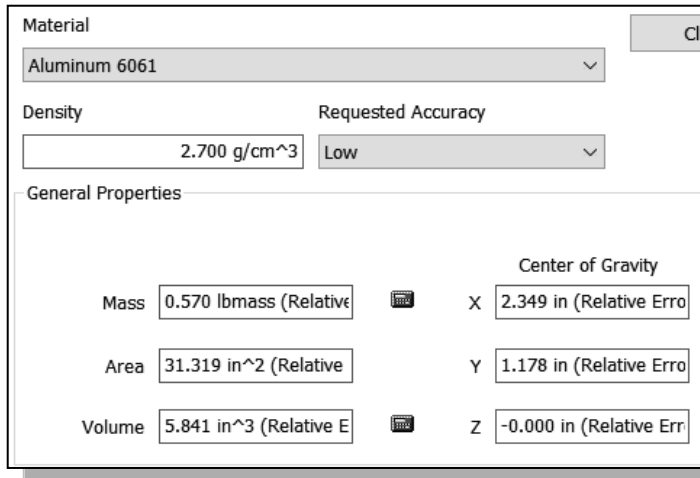 Material
Cl
Aluminum 6061
Density Requested Accuracy
2.700 g/cm^3 Low
General Properties
Center of Gravity
Mass 0.570 lbmass (Relative X 2.349 in (Relative Erro
Area 31.319 in^2 (Relative Y 1.178 in (Relative Erro
Volume 5.841 in^3 (Relative E Z -0.000 in (Relative Err